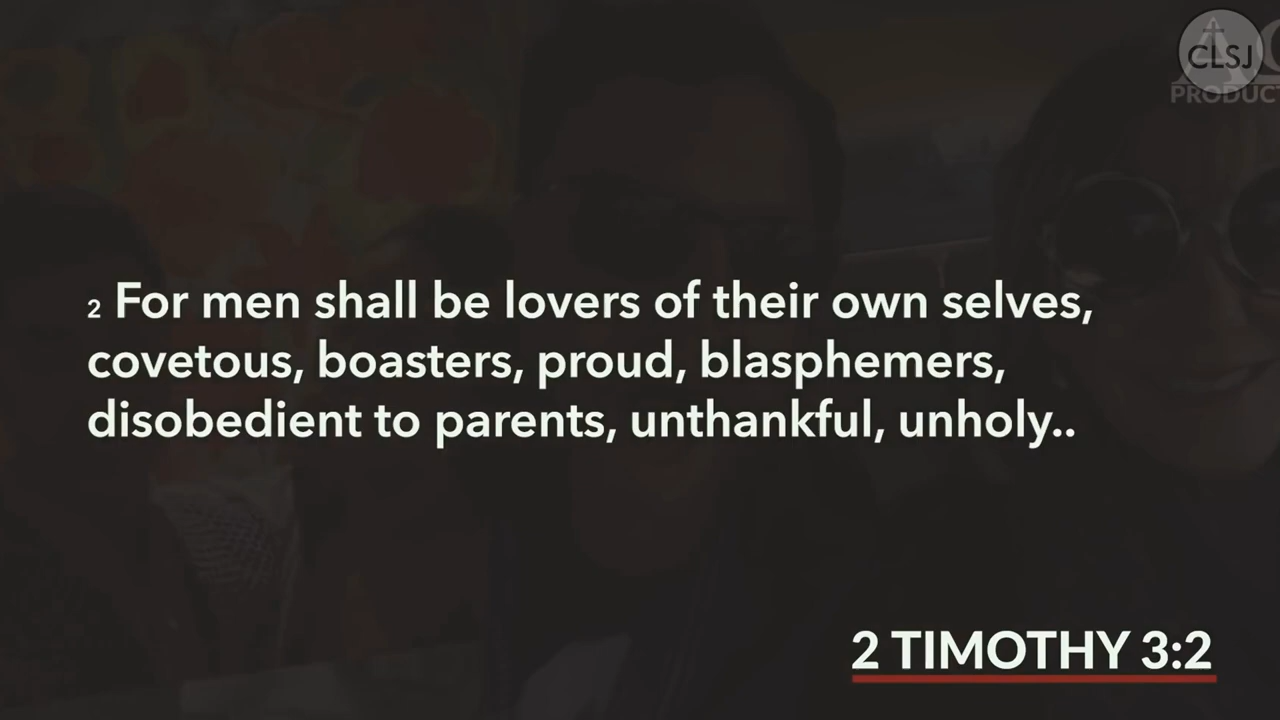 CLSJ
PRODUCT
2 For men shall be lovers of their own selves,
covetous, boasters, proud, blasphemers,
disobedient to parents, unthankful, unholy..
2 TIMOTHY 3:2